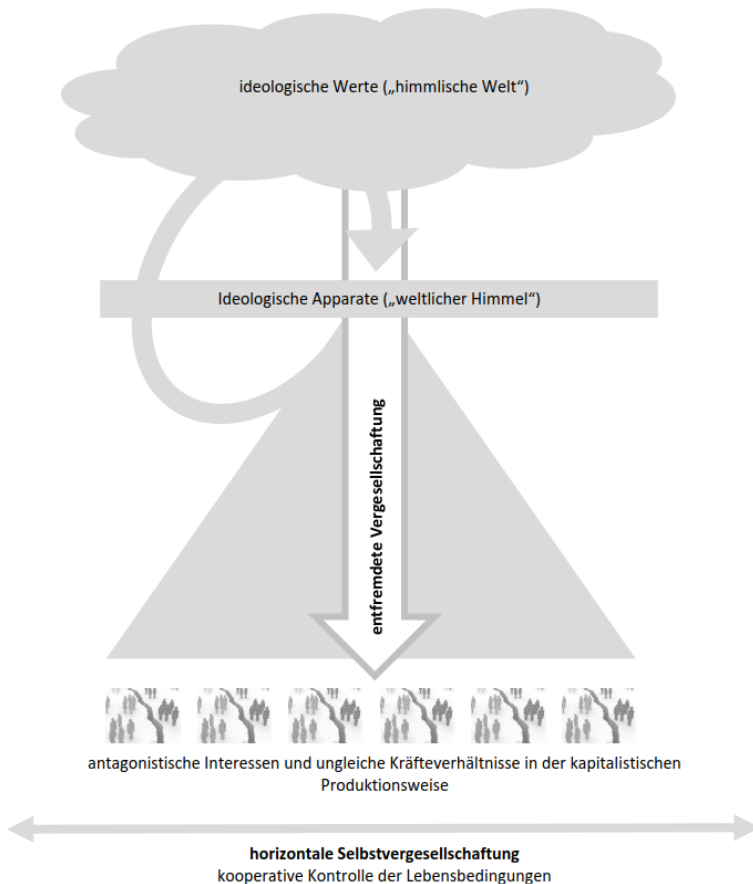 ideologische Werte („himmlische Welt“)
Ideologische Apparate („weltlicher Himmel“)
entfremdete Vergesellschaftung
antagonistische Interessen und ungleiche Kräfteverhältnisse in der kapitalistischen
Produktionsweise
horizontale Selbstvergesellschaftung
kooperative Kontrolle der Lebensbedingungen